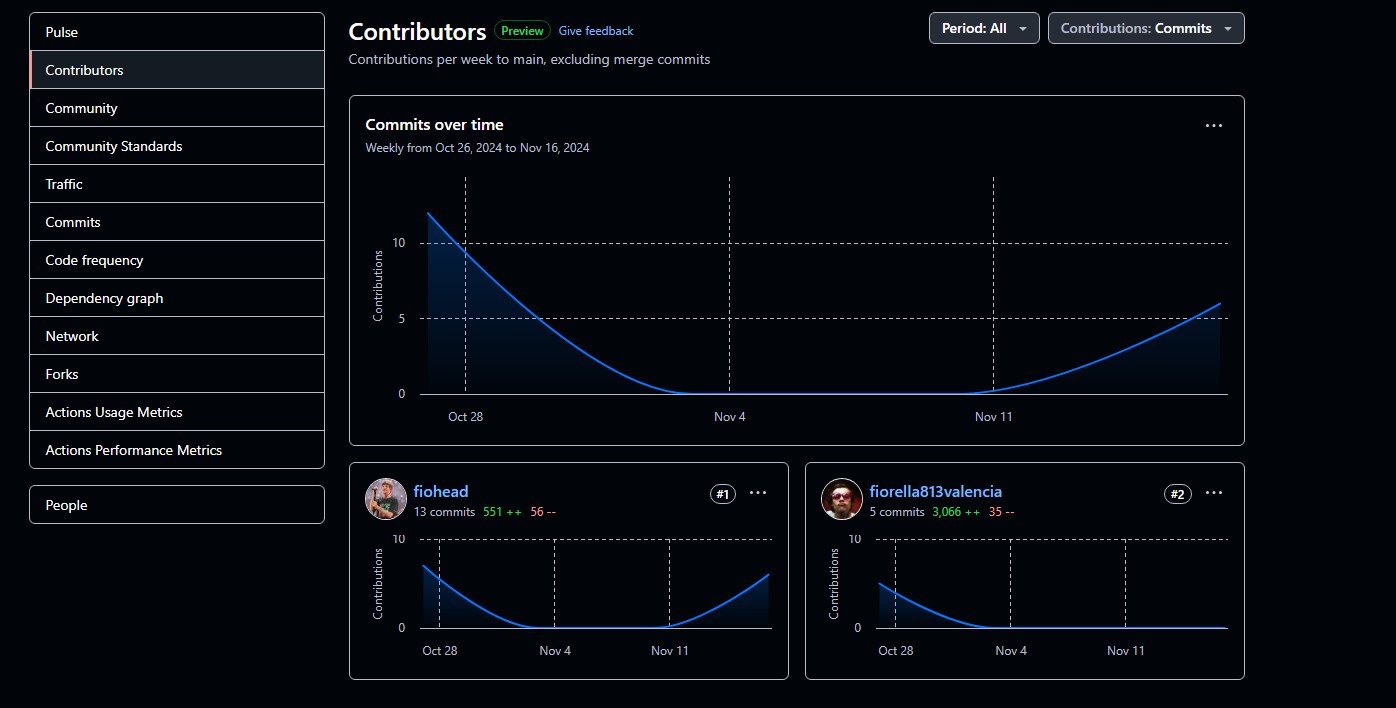 Pulse
Contributors
Community
Community Standards
Traffic
Commits
Code frequency
Dependency graph
Network
Forks
Actions Usage Metrics
Actions Performance Metrics
People
Contributors Preview Give feedback
Contributions per week to main, excluding merge commits
Period: All
Contributions: Commits
Commits over time
Weekly from Oct 26, 2024 to Nov 16, 2024
Contributions
10
5
0
Oct 28 Nov 4 Nov 11
fiohead #1
13 commits 551 ++ 56 --
Contributions
10
0
Oct 28 Nov 4 Nov 11
fiorella813valencia #2
5 commits 3,066 ++ 35 --
Contributions
10
0
Oct 28 Nov 4 Nov 11